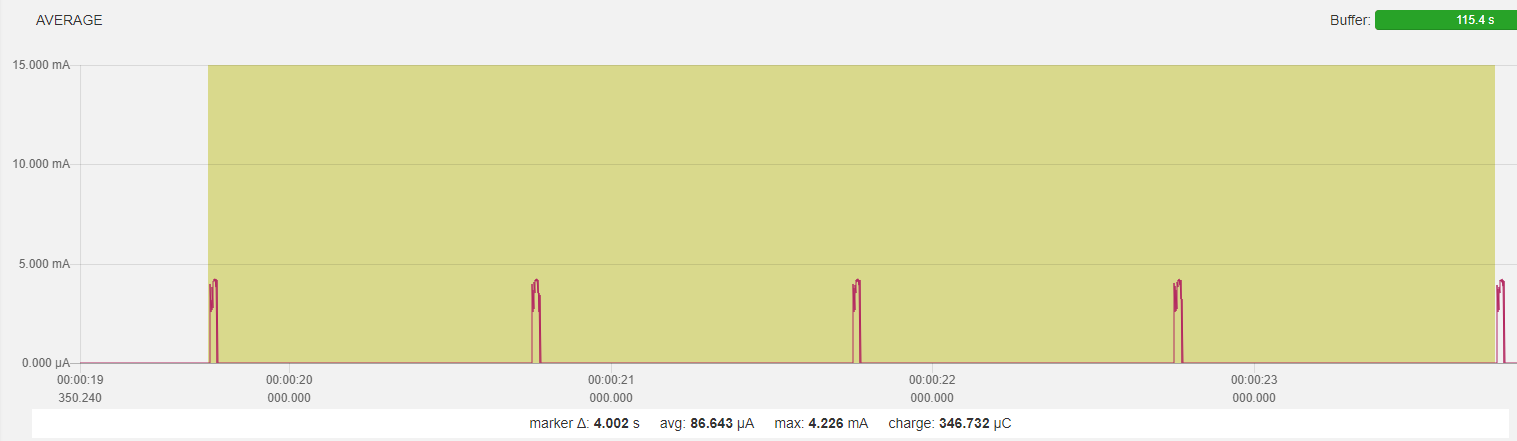 AVERAGE
Buffer: 115.4 s
15.000 mA
10.000 mA
5.000 mA
0.000 µA
00:00:19 00:00:20 00:00:21 00:00:22 00:00:23
350.240 000.000 000.000 000.000 000.000
marker Δ: 4.002 s avg: 86.643 µA max: 4.226 mA charge: 346.732 µC